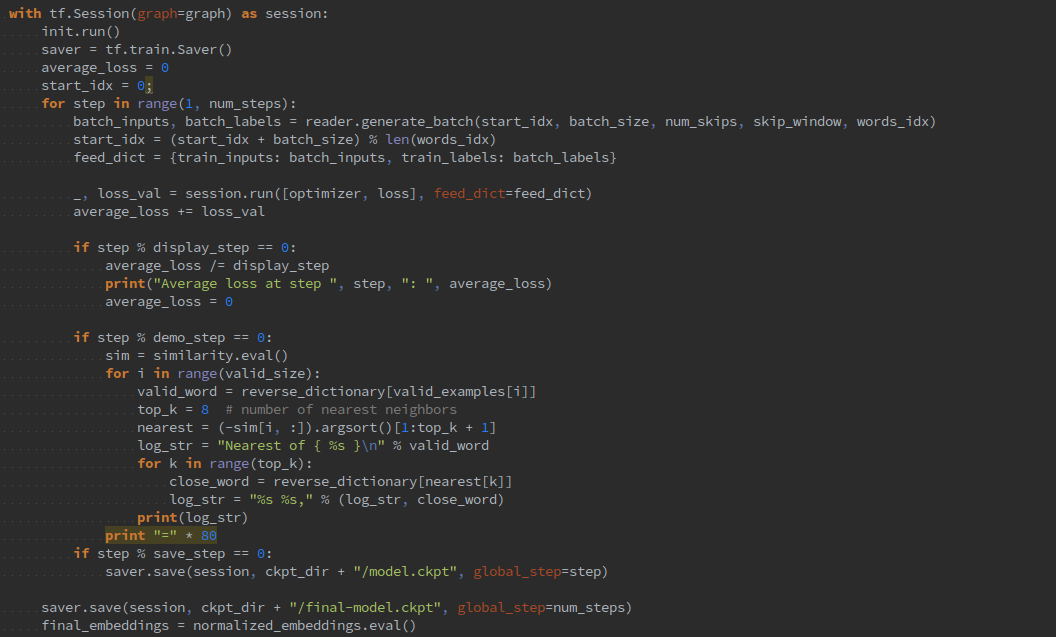 with tf.Session(graph=graph) as session:
    init.run()
    saver = tf.train.Saver()
    average_loss = 0
    start_idx = 0;
    for step in range(1, num_steps):
        batch_inputs, batch_labels = reader.generate_batch(start_idx, batch_size, num_skips, skip_window, words_idx)
        start_idx = (start_idx + batch_size) % len(words_idx)
        feed_dict = {train_inputs: batch_inputs, train_labels: batch_labels}

        _, loss_val = session.run([optimizer, loss], feed_dict=feed_dict)
        average_loss += loss_val

        if step % display_step == 0:
            average_loss /= display_step
            print("Average loss at step ", step, ": ", average_loss)
            average_loss = 0

        if step % demo_step == 0:
            sim = similarity.eval()
            for i in range(valid_size):
                valid_word = reverse_dictionary[valid_examples[i]]
                top_k = 8  # number of nearest neighbors
                nearest = (-sim[i, :]).argsort()[1:top_k + 1]
                log_str = "Nearest of { %s }\n" % valid_word
                for k in range(top_k):
                    close_word = reverse_dictionary[nearest[k]]
                    log_str = "%s %s," % (log_str, close_word)
                print(log_str)
            print "=" * 80
        if step % save_step == 0:
            saver.save(session, ckpt_dir + "/model.ckpt", global_step=step)

    saver.save(session, ckpt_dir + "/final-model.ckpt", global_step=num_steps)
    final_embeddings = normalized_embeddings.eval()